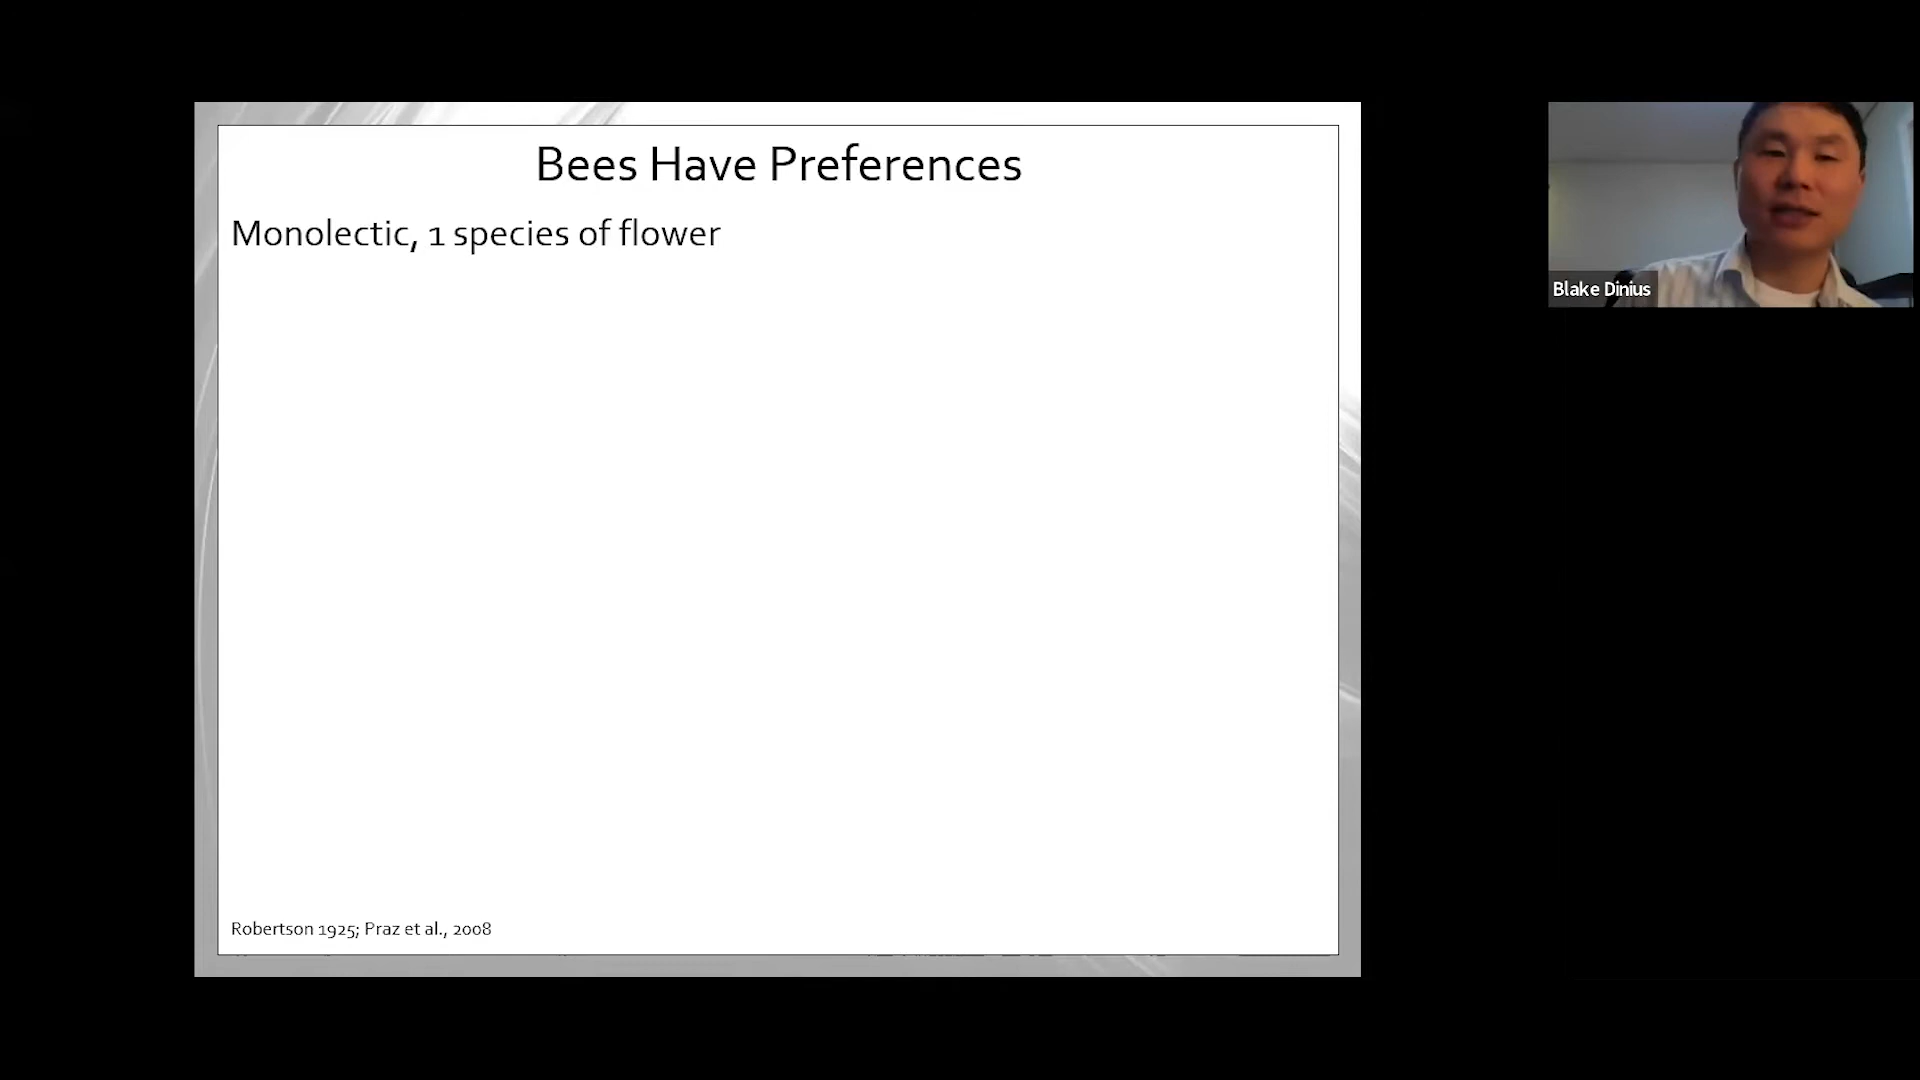 Bees Have Preferences
Monolectic, 1 species of flower
Robertson 1925; Praz et al., 2008
Blake Dinius